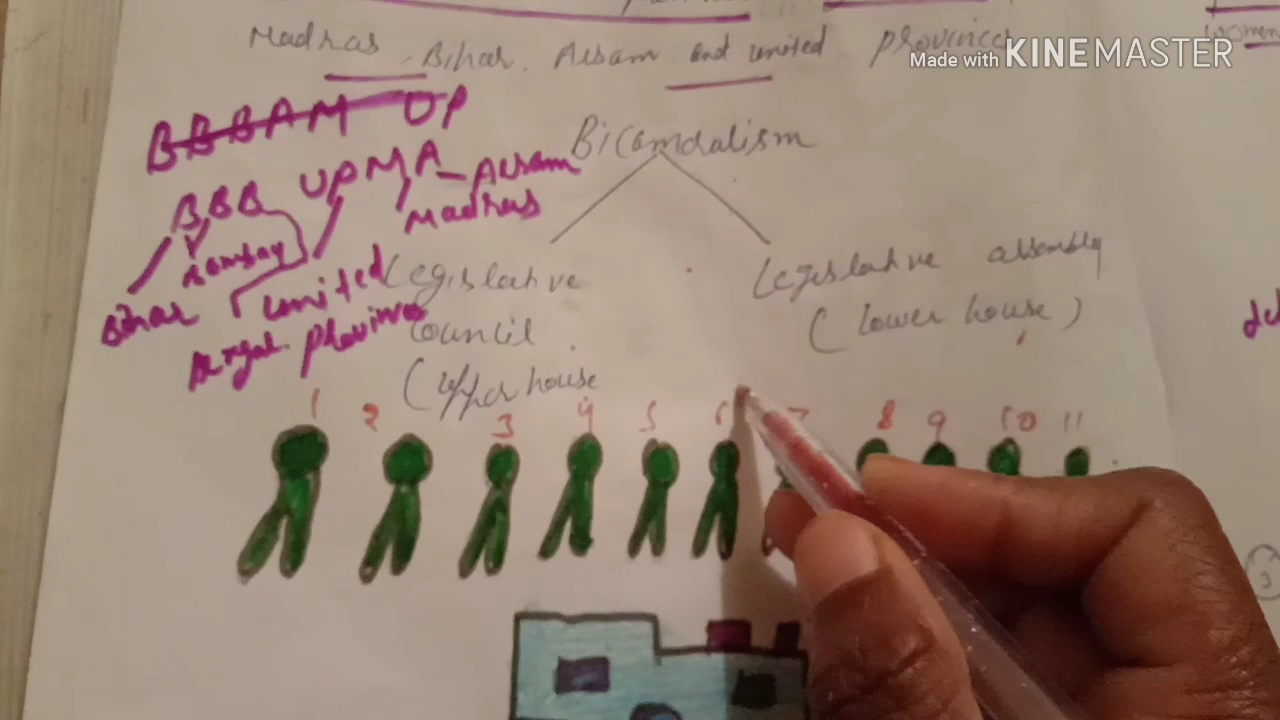 Madras, Bihar, Assam and united provinces
Made with KINEMASTER
women
BBBAM UP
Bicamdalism
BBB UPMA - Assam
Madras
Bombay
Bihar United
Bengal Provinces
Legislative
council
(Upper house
Legislative assembly
(lower house)
1 2 3 4 5 6 7 8 9 10 11